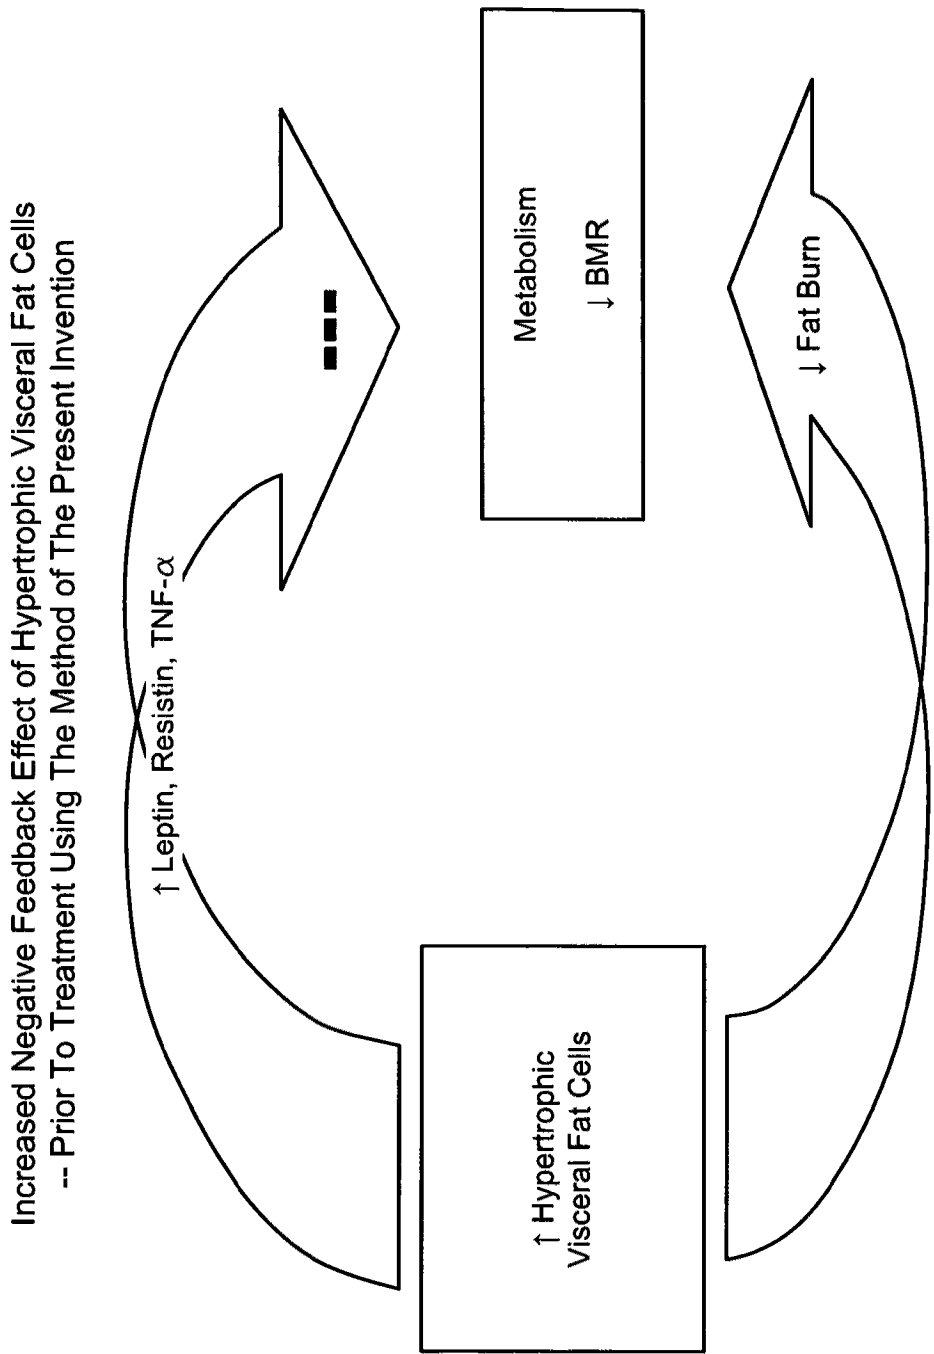 Increased Negative Feedback Effect of Hypertrophic Visceral Fat Cells
-- Prior To Treatment Using The Method of The Present Invention
↑ Leptin, Resistin, TNF-α
---
↑ Hypertrophic
Visceral Fat Cells
Metabolism
↓ BMR
↓ Fat Burn